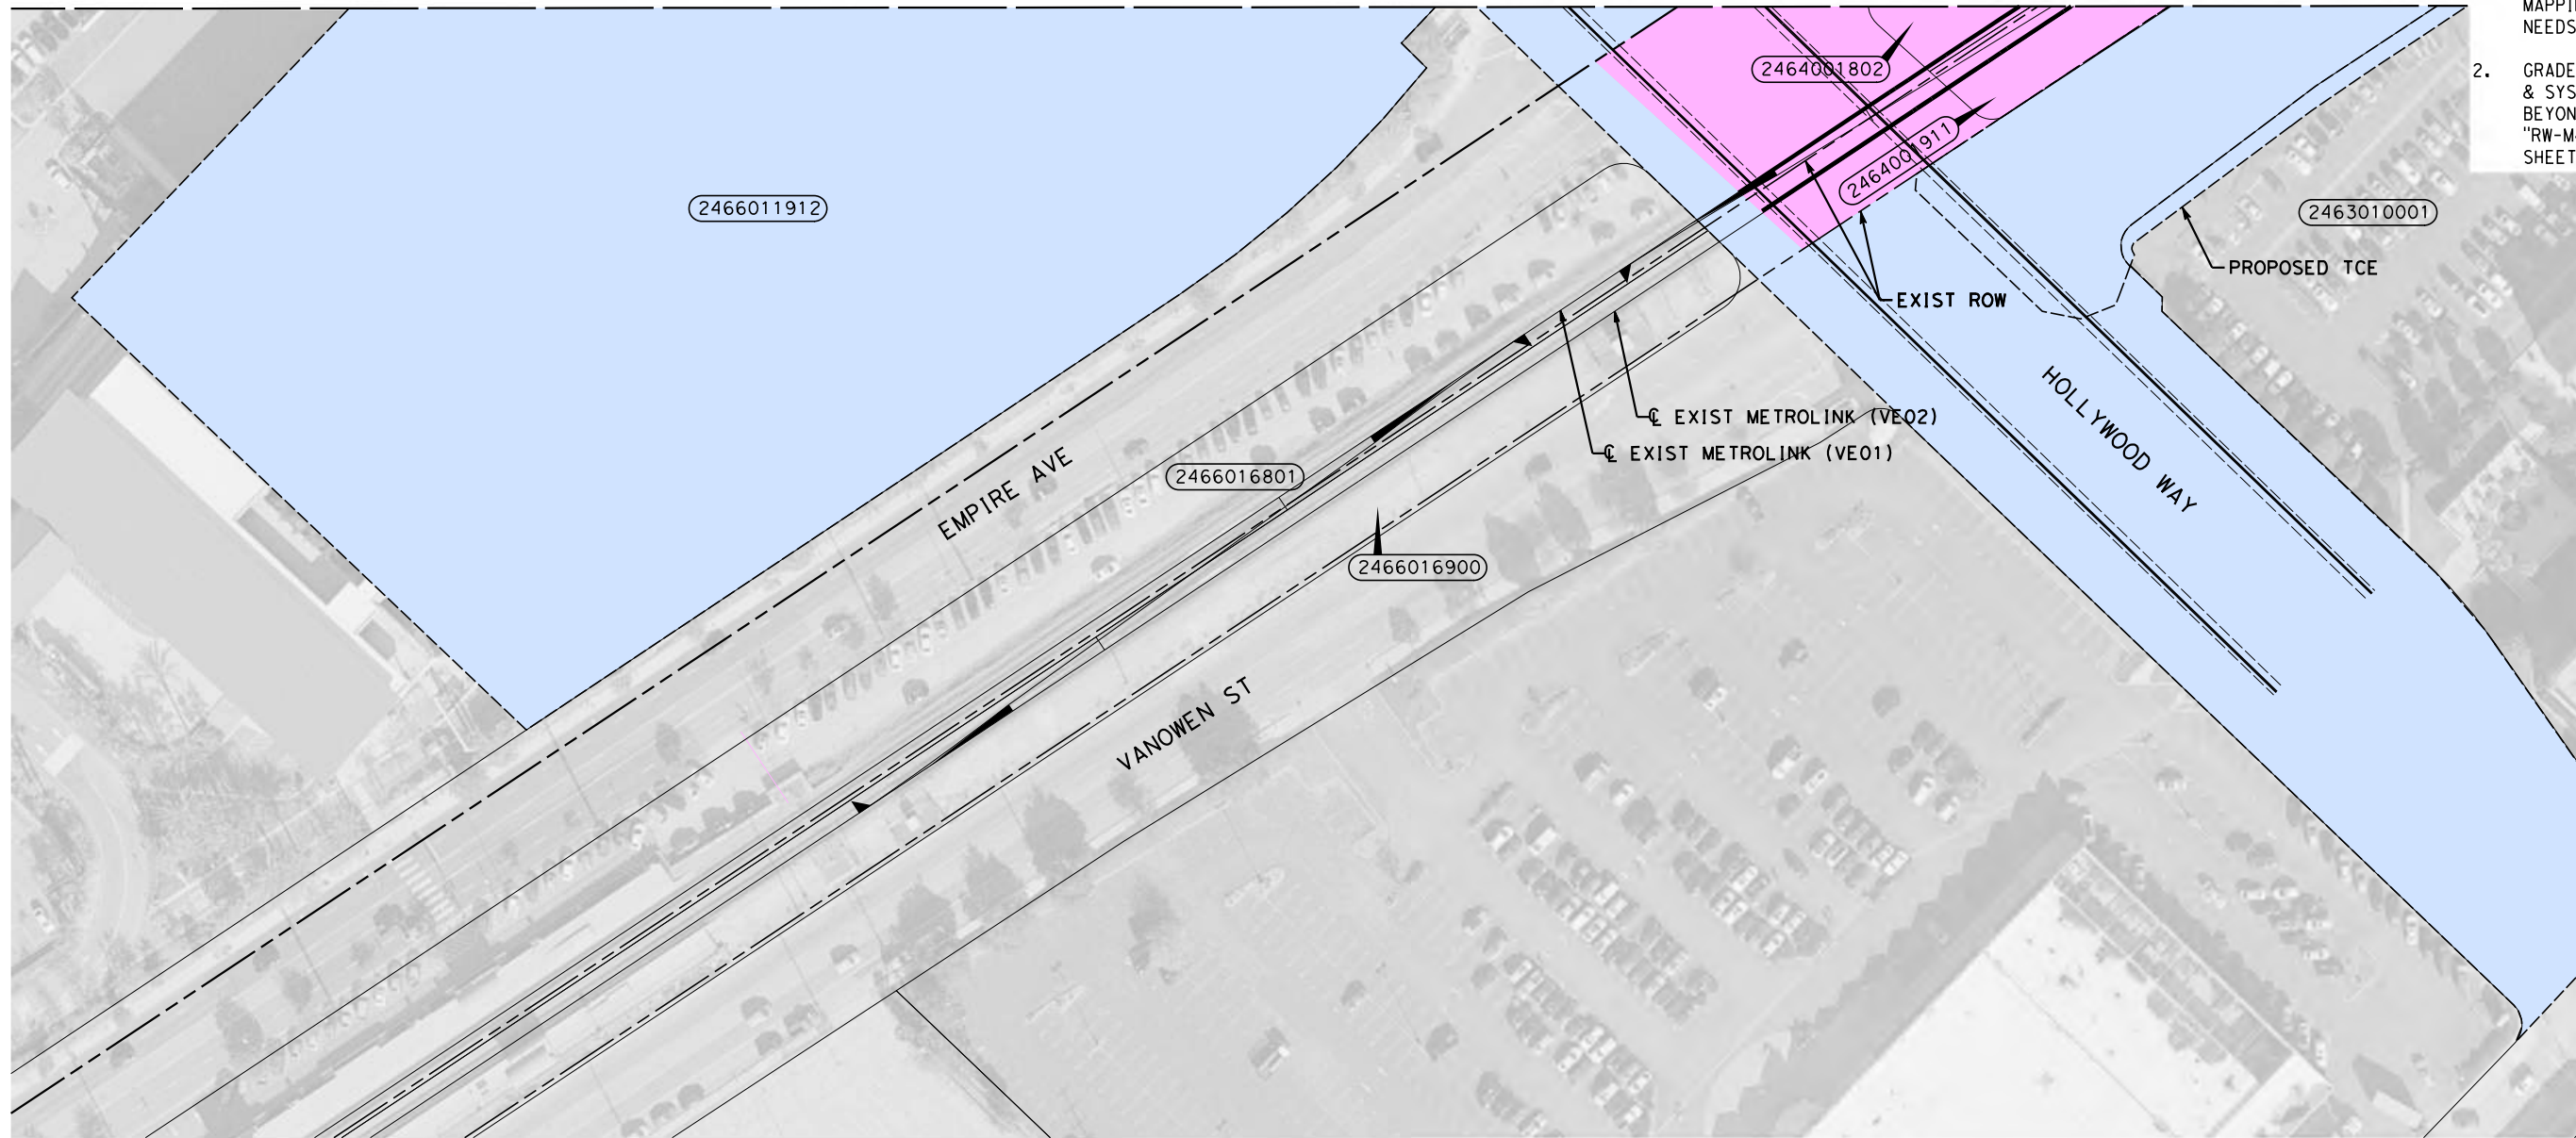 MAPPI
NEEDS
2. GRADE
& SYS
BEYON
"RW-M
SHEET
2464001802
2464001911
2466011912
2463010001
PROPOSED TCE
EXIST ROW
HOLLYWOOD WAY
℄ EXIST METROLINK (VE02)
℄ EXIST METROLINK (VE01)
EMPIRE AVE
2466016801
2466016900
VANOWEN ST